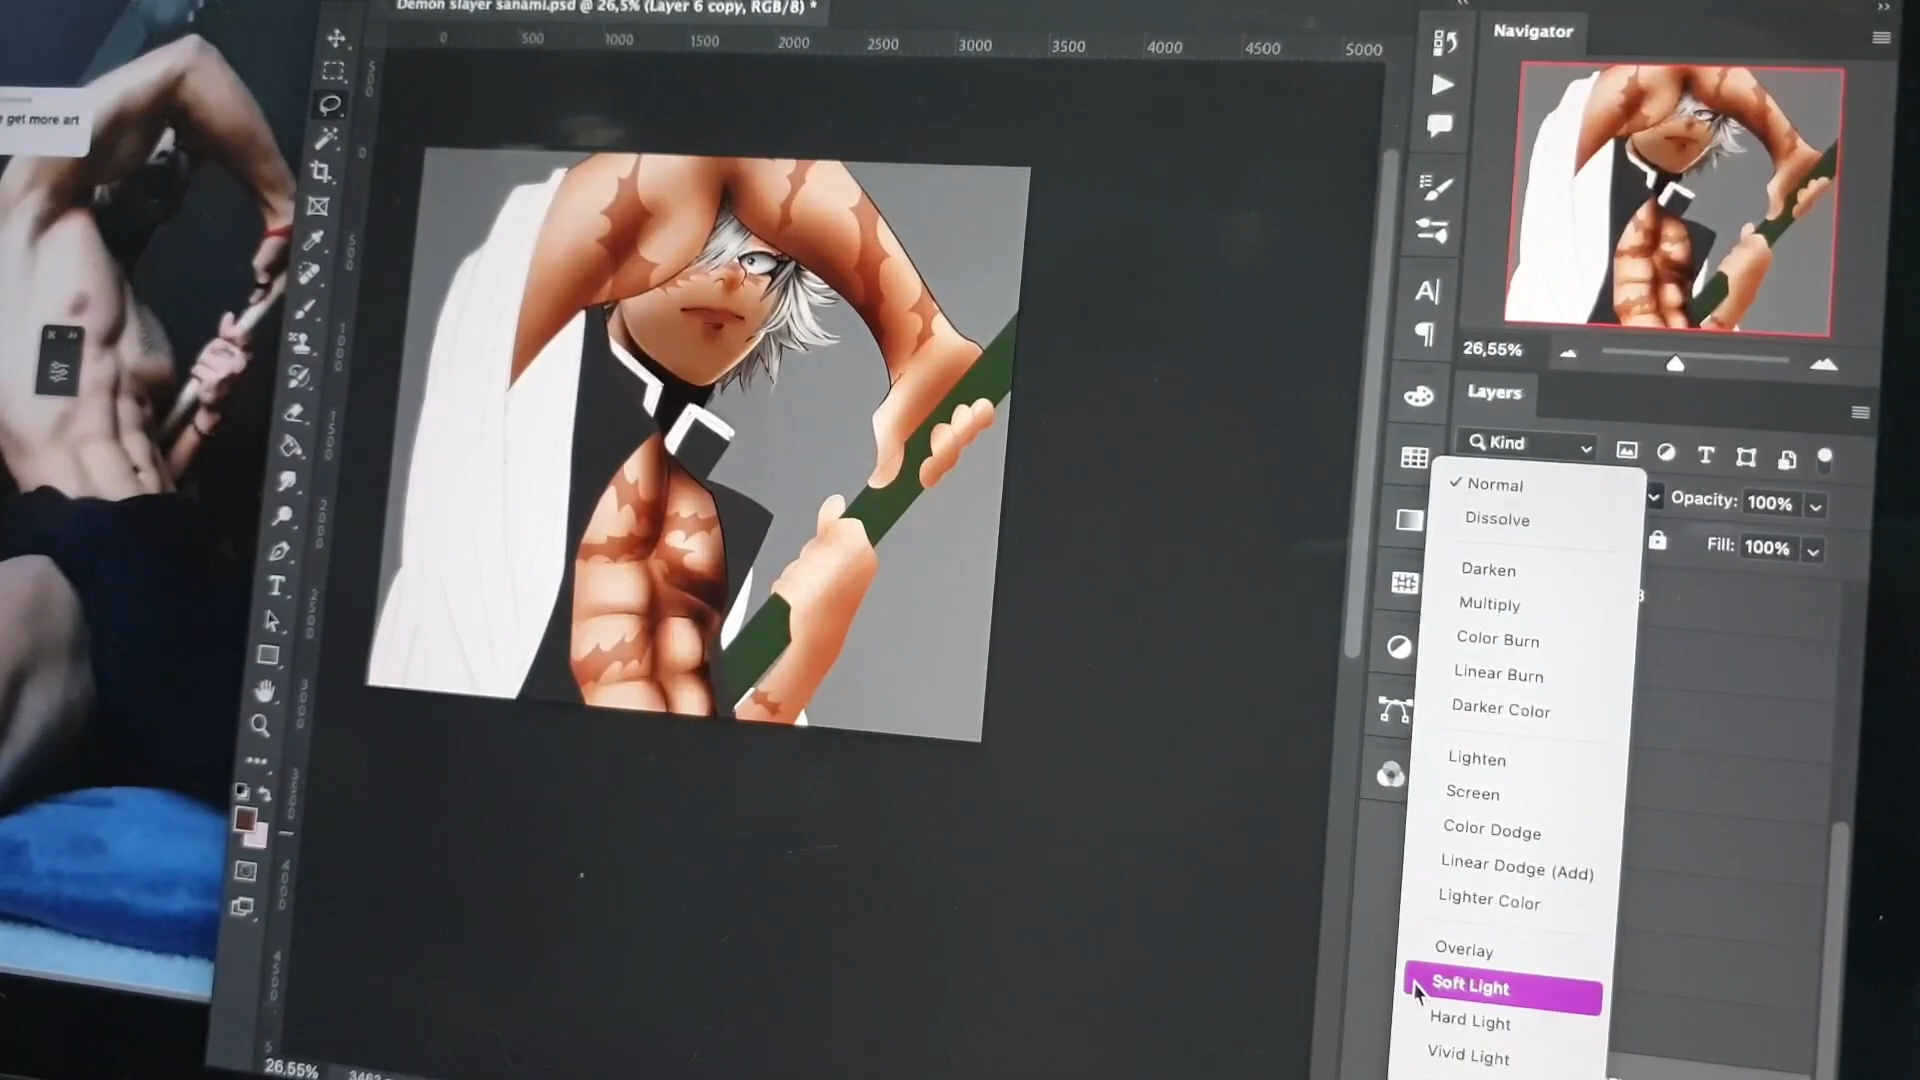 Demon slayer sanami.psd @ 26,5% (Layer 6 copy, RGB/8) *
0 500 1000 1500 2000 2500 3000 3500 4000 4500 5000
get more art
Navigator
26,55%
Layers
Kind
Opacity: 100%
Fill: 100%
Normal
Dissolve
Darken
Multiply
Color Burn
Linear Burn
Darker Color
Lighten
Screen
Color Dodge
Linear Dodge (Add)
Lighter Color
Overlay
Soft Light
Hard Light
Vivid Light
26,55%